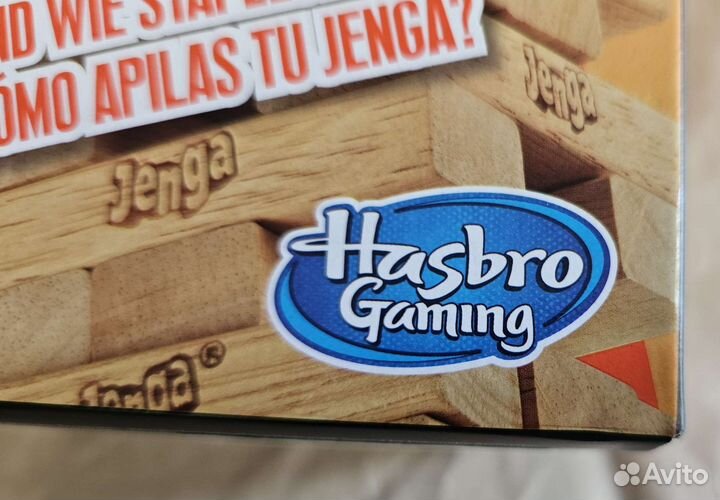 ND WIE
ÓMO APILAS TU JENGA?
Jenga
Jenga
Hasbro
Gaming
Jenga®
Avito